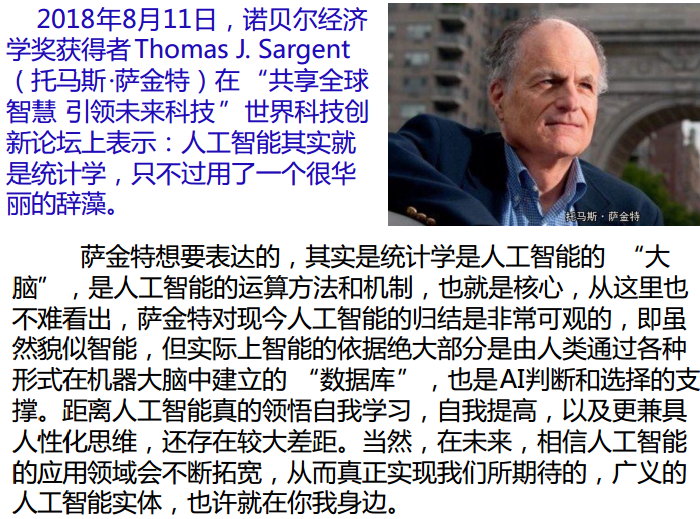 2018年8月11日，诺贝尔经济
学奖获得者Thomas J. Sargent
（托马斯·萨金特）在 “共享全球
智慧 引领未来科技 ” 世界科技创
新论坛上表示：人工智能其实就
是统计学，只不过用了一个很华
丽的辞藻。
托马斯·萨金特
萨金特想要表达的，其实是统计学是人工智能的 “大
脑” ，是人工智能的运算方法和机制，也就是核心，从这里也
不难看出，萨金特对现今人工智能的归结是非常可观的，即虽
然貌似智能，但实际上智能的依据绝大部分是由人类通过各种
形式在机器大脑中建立的 “数据库” ，也是AI判断和选择的支
撑。距离人工智能真的领悟自我学习，自我提高，以及更兼具
人性化思维，还存在较大差距。当然，在未来，相信人工智能
的应用领域会不断拓宽，从而真正实现我们所期待的，广义的
人工智能实体，也许就在你我身边。